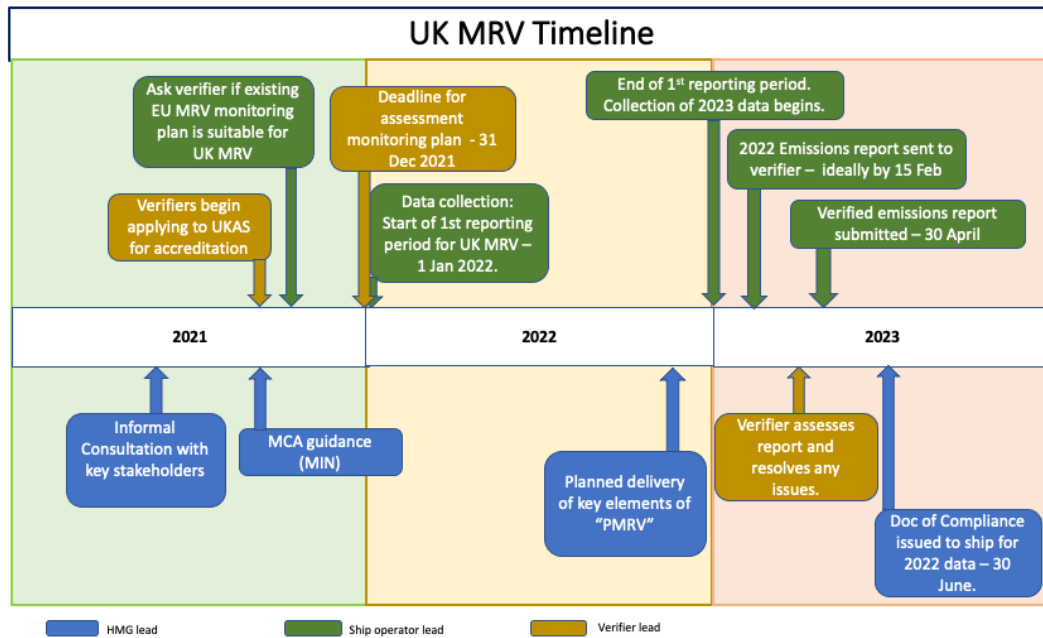 UK MRV Timeline
Ask verifier if existing
EU MRV monitoring
plan is suitable for
UK MRV
Verifiers begin
applying to UKAS
for accreditation
Deadline for
assessment
monitoring plan - 31
Dec 2021
Data collection:
Start of 1st reporting
period for UK MRV –
1 Jan 2022.
End of 1st reporting period.
Collection of 2023 data begins.
2022 Emissions report sent to
verifier – ideally by 15 Feb
Verified emissions report
submitted – 30 April
2021
2022
2023
Informal
Consultation with
key stakeholders
MCA guidance
(MIN)
Planned delivery
of key elements of
“PMRV”
Verifier assesses
report and
resolves any
issues.
Doc of Compliance
issued to ship for
2022 data – 30
June.
HMG lead
Ship operator lead
Verifier lead